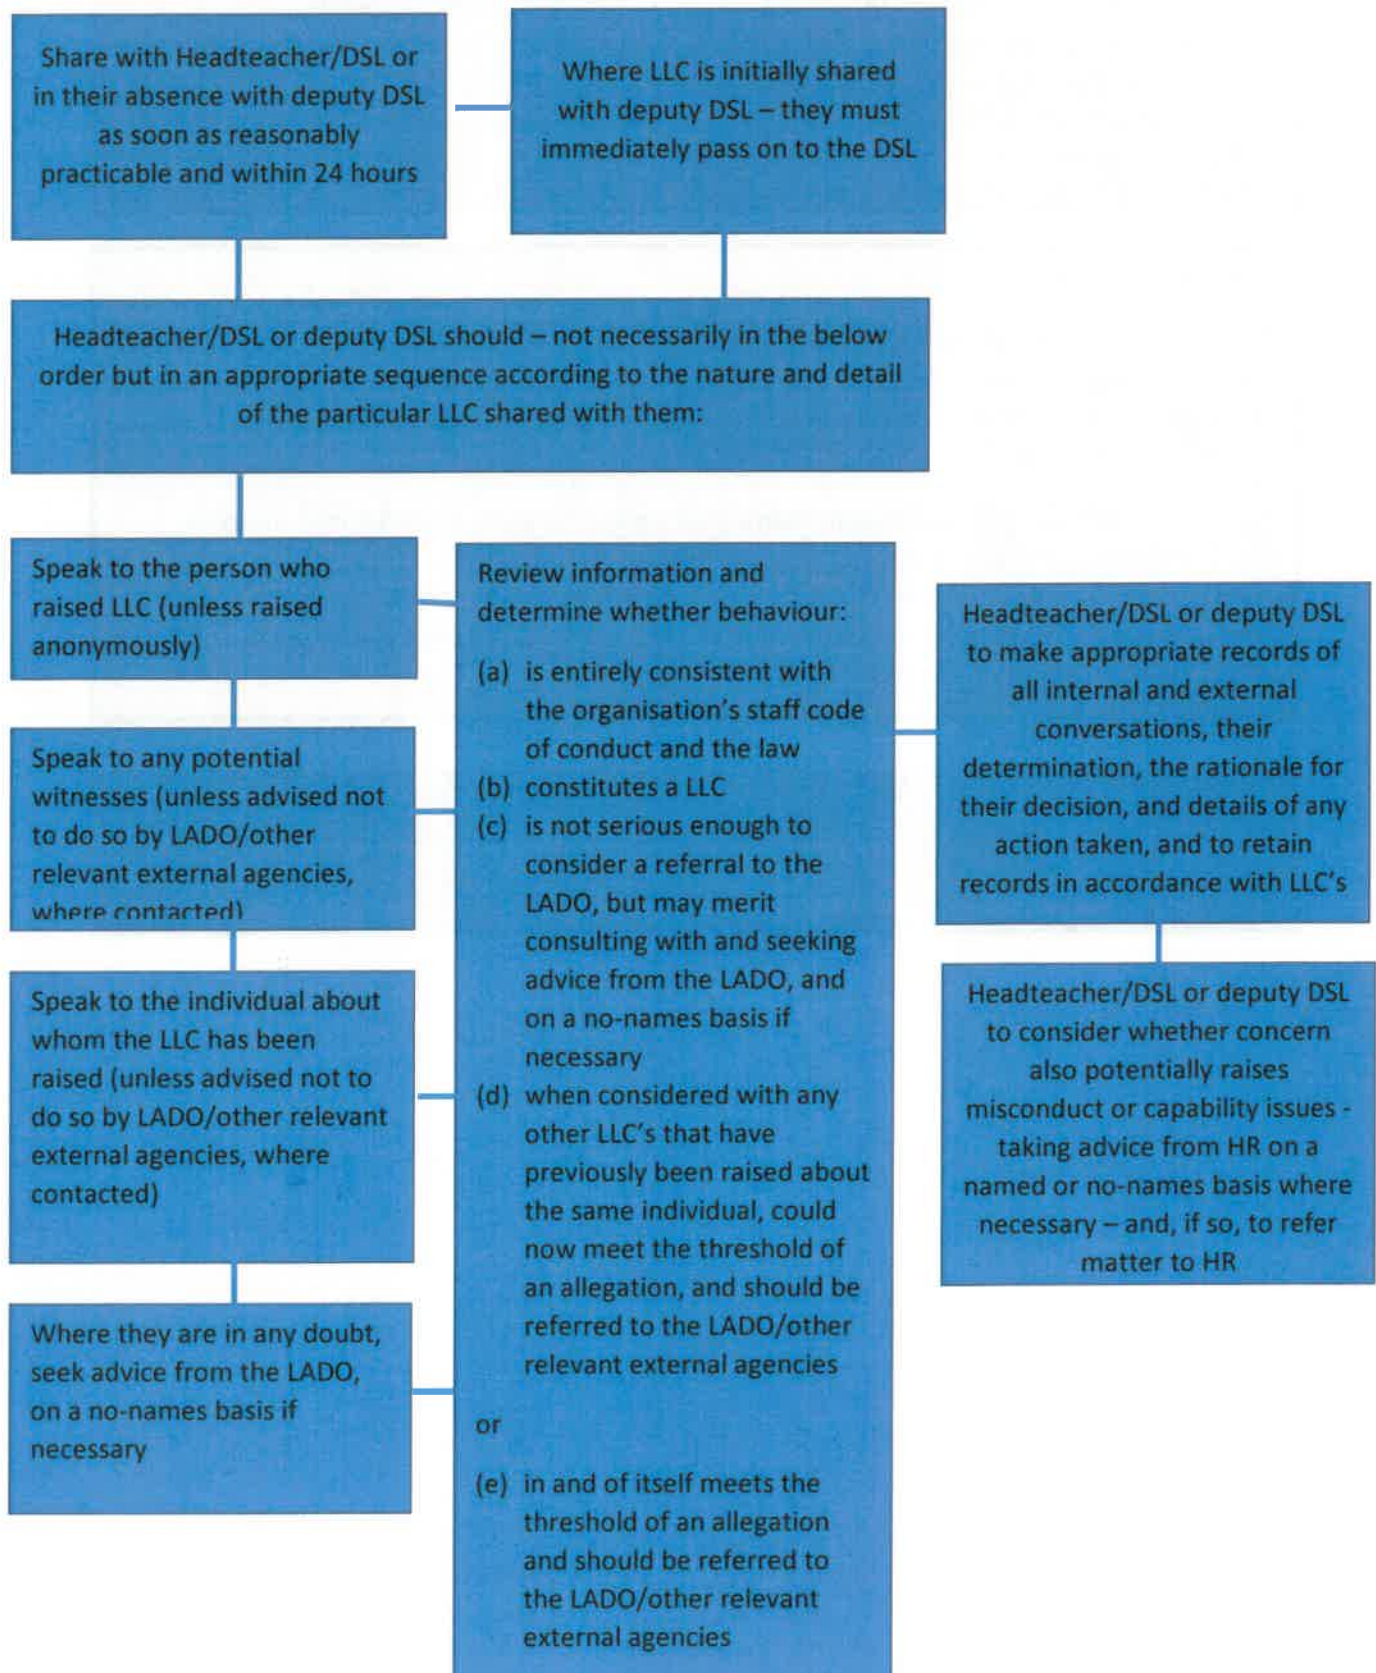 Share with Headteacher/DSL or
in their absence with deputy DSL
as soon as reasonably
practicable and within 24 hours
Where LLC is initially shared
with deputy DSL – they must
immediately pass on to the DSL
Headteacher/DSL or deputy DSL should – not necessarily in the below
order but in an appropriate sequence according to the nature and detail
of the particular LLC shared with them:
Speak to the person who
raised LLC (unless raised
anonymously)
Speak to any potential
witnesses (unless advised not
to do so by LADO/other
relevant external agencies,
where contacted)
Speak to the individual about
whom the LLC has been
raised (unless advised not to
do so by LADO/other relevant
external agencies, where
contacted)
Where they are in any doubt,
seek advice from the LADO,
on a no-names basis if
necessary
Review information and
determine whether behaviour:
(a) is entirely consistent with
the organisation's staff code
of conduct and the law
(b) constitutes a LLC
(c) is not serious enough to
consider a referral to the
LADO, but may merit
consulting with and seeking
advice from the LADO, and
on a no-names basis if
necessary
(d) when considered with any
other LLC's that have
previously been raised about
the same individual, could
now meet the threshold of
an allegation, and should be
referred to the LADO/other
relevant external agencies
or
(e) in and of itself meets the
threshold of an allegation
and should be referred to
the LADO/other relevant
external agencies
Headteacher/DSL or deputy DSL
to make appropriate records of
all internal and external
conversations, their
determination, the rationale for
their decision, and details of any
action taken, and to retain
records in accordance with LLC's
Headteacher/DSL or deputy DSL
to consider whether concern
also potentially raises
misconduct or capability issues -
taking advice from HR on a
named or no-names basis where
necessary – and, if so, to refer
matter to HR